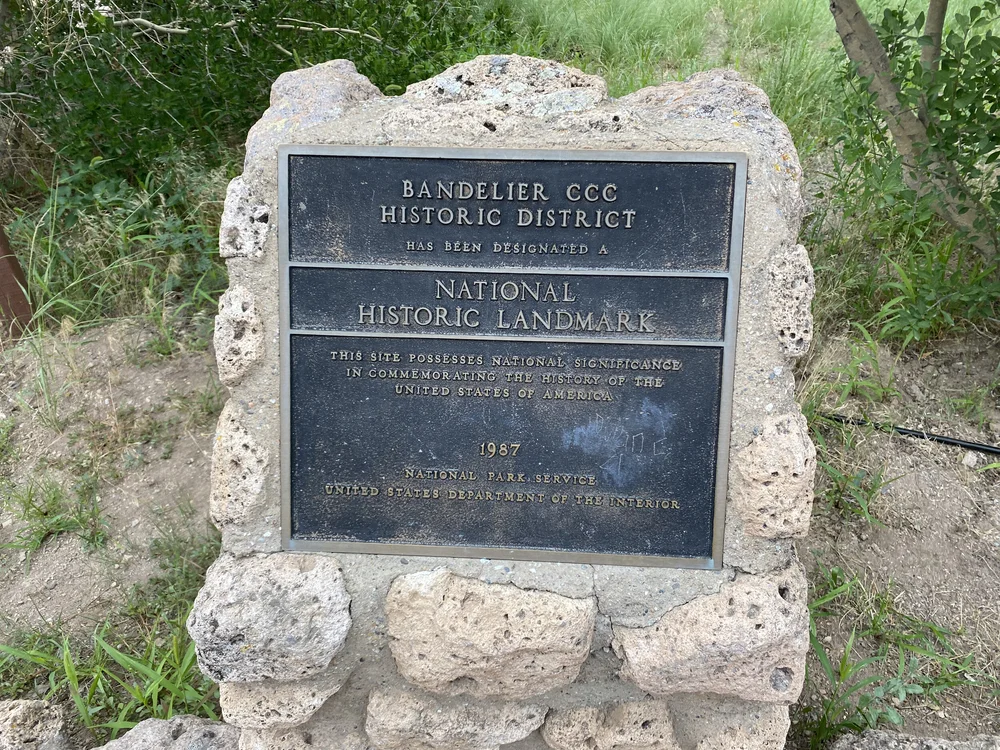 BANDELIER CCC
HISTORIC DISTRICT
HAS BEEN DESIGNATED A
NATIONAL
HISTORIC LANDMARK
THIS SITE POSSESSES NATIONAL SIGNIFICANCE
IN COMMEMORATING THE HISTORY OF THE
UNITED STATES OF AMERICA
1987
NATIONAL PARK SERVICE
UNITED STATES DEPARTMENT OF THE INTERIOR